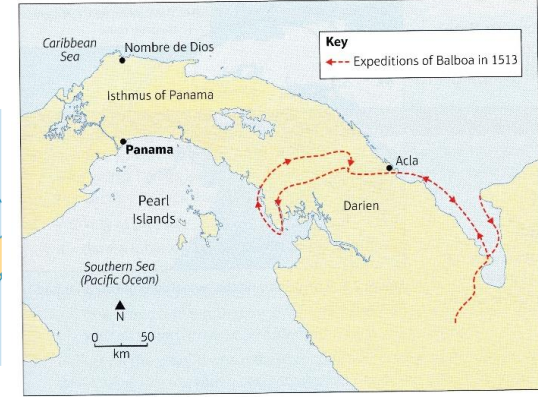 Caribbean
Sea
Nombre de Dios
Key
Expeditions of Balboa in 1513
Isthmus of Panama
Panama
Acla
Pearl
Islands
Darien
Southern Sea
(Pacific Ocean)
N
0 50
km